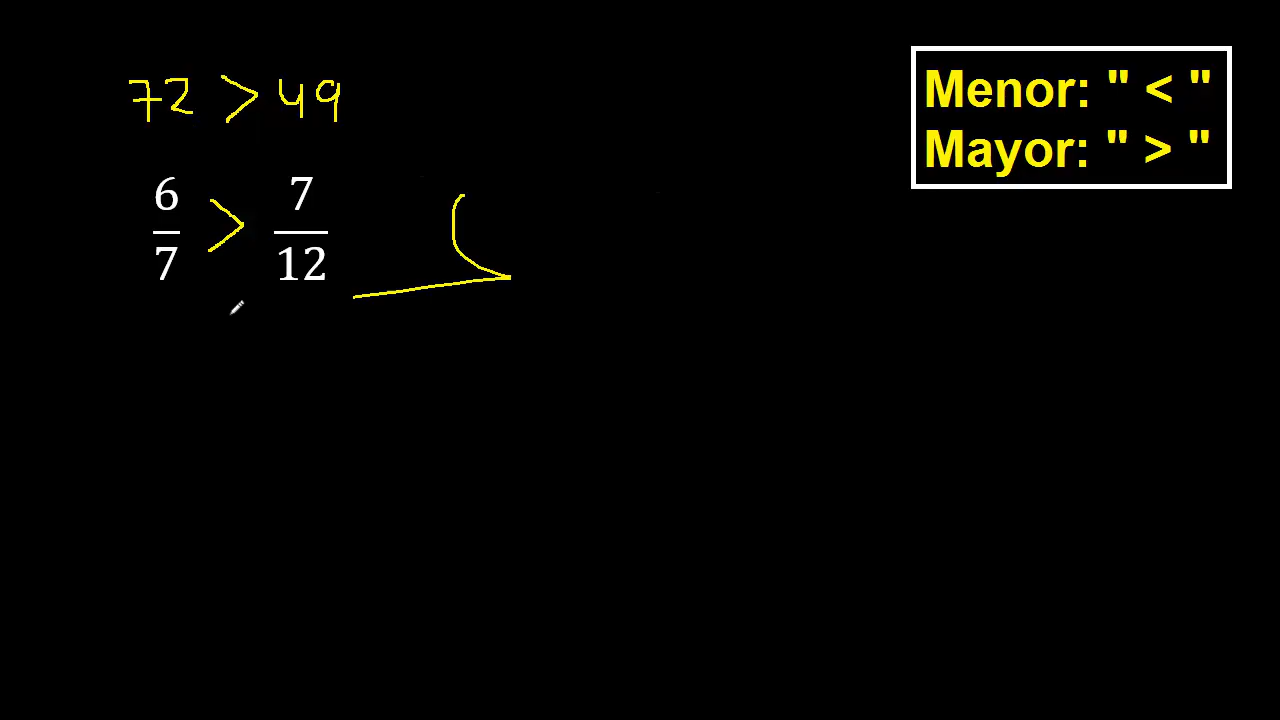 72 > 49
6/7 > 7/12
Menor: " < "
Mayor: " > "